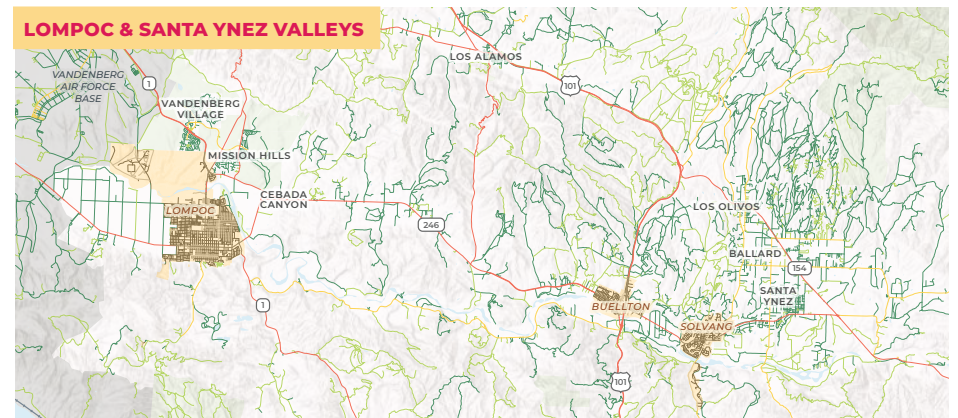 LOMPOC & SANTA YNEZ VALLEYS
LOS ALAMOS
VANDENBERG
AIR FORCE
BASE
1
101
VANDENBERG
VILLAGE
MISSION HILLS
CEBADA
CANYON
LOMPOC
LOS OLIVOS
246
BALLARD
154
SANTA
YNEZ
1
BUELLTON
SOLVANG
101